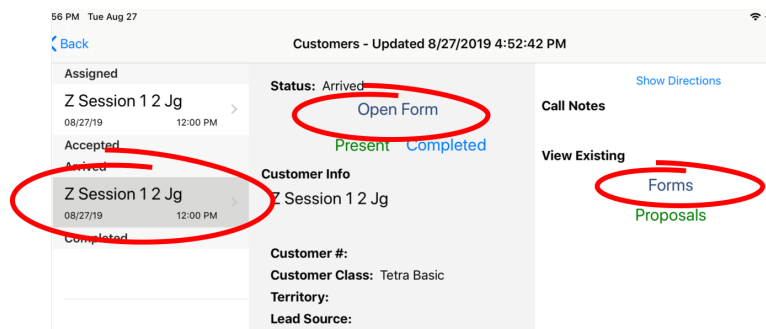 56 PM Tue Aug 27
Back
Customers - Updated 8/27/2019 4:52:42 PM
Assigned
Z Session 1 2 Jg
08/27/19 12:00 PM
Accepted
Arrived
Z Session 1 2 Jg
08/27/19 12:00 PM
Completed
Status: Arrived
Open Form
Present Completed
Customer Info
Z Session 1 2 Jg
Customer #:
Customer Class: Tetra Basic
Territory:
Lead Source:
Show Directions
Call Notes
View Existing
Forms
Proposals